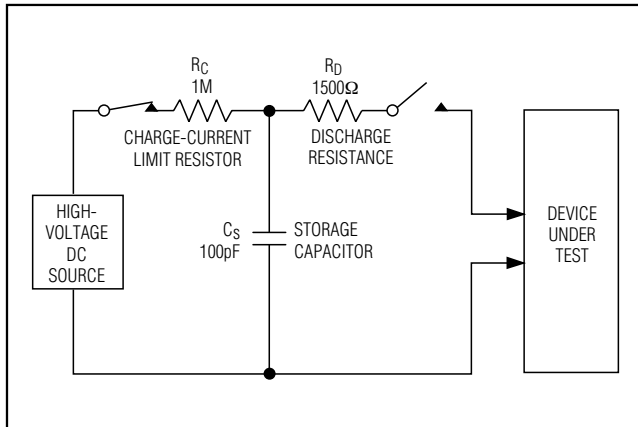 R_C
1M
CHARGE-CURRENT
LIMIT RESISTOR
R_D
1500Ω
DISCHARGE
RESISTANCE
HIGH-
VOLTAGE
DC
SOURCE
C_S
100pF
STORAGE
CAPACITOR
DEVICE
UNDER
TEST